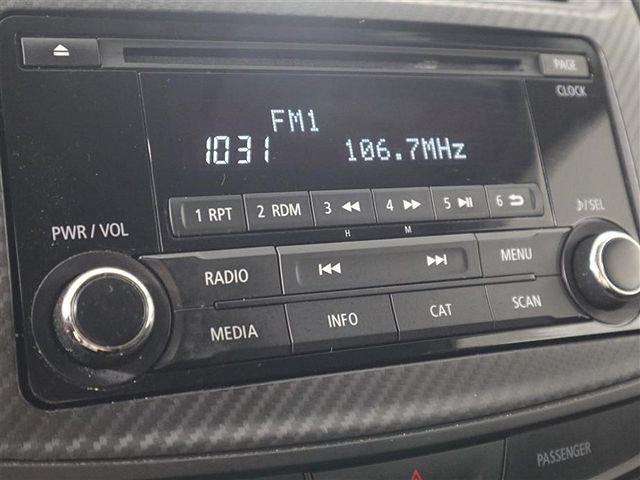 PAGE
CLOCK
FM1
1031 106.7MHz
1 RPT 2 RDM 3 4 5 6
H M
PWR / VOL
♪/SEL
RADIO MENU
MEDIA INFO CAT SCAN
PASSENGER